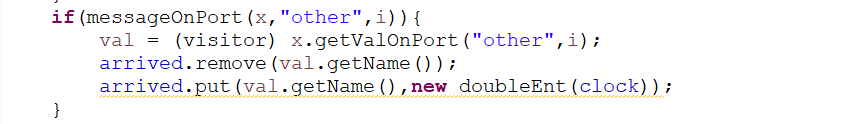 if(messageOnPort(x,"other",i)){
val = (visitor) x.getValOnPort("other",i);
arrived.remove(val.getName());
arrived.put(val.getName(),new doubleEnt(clock));
}